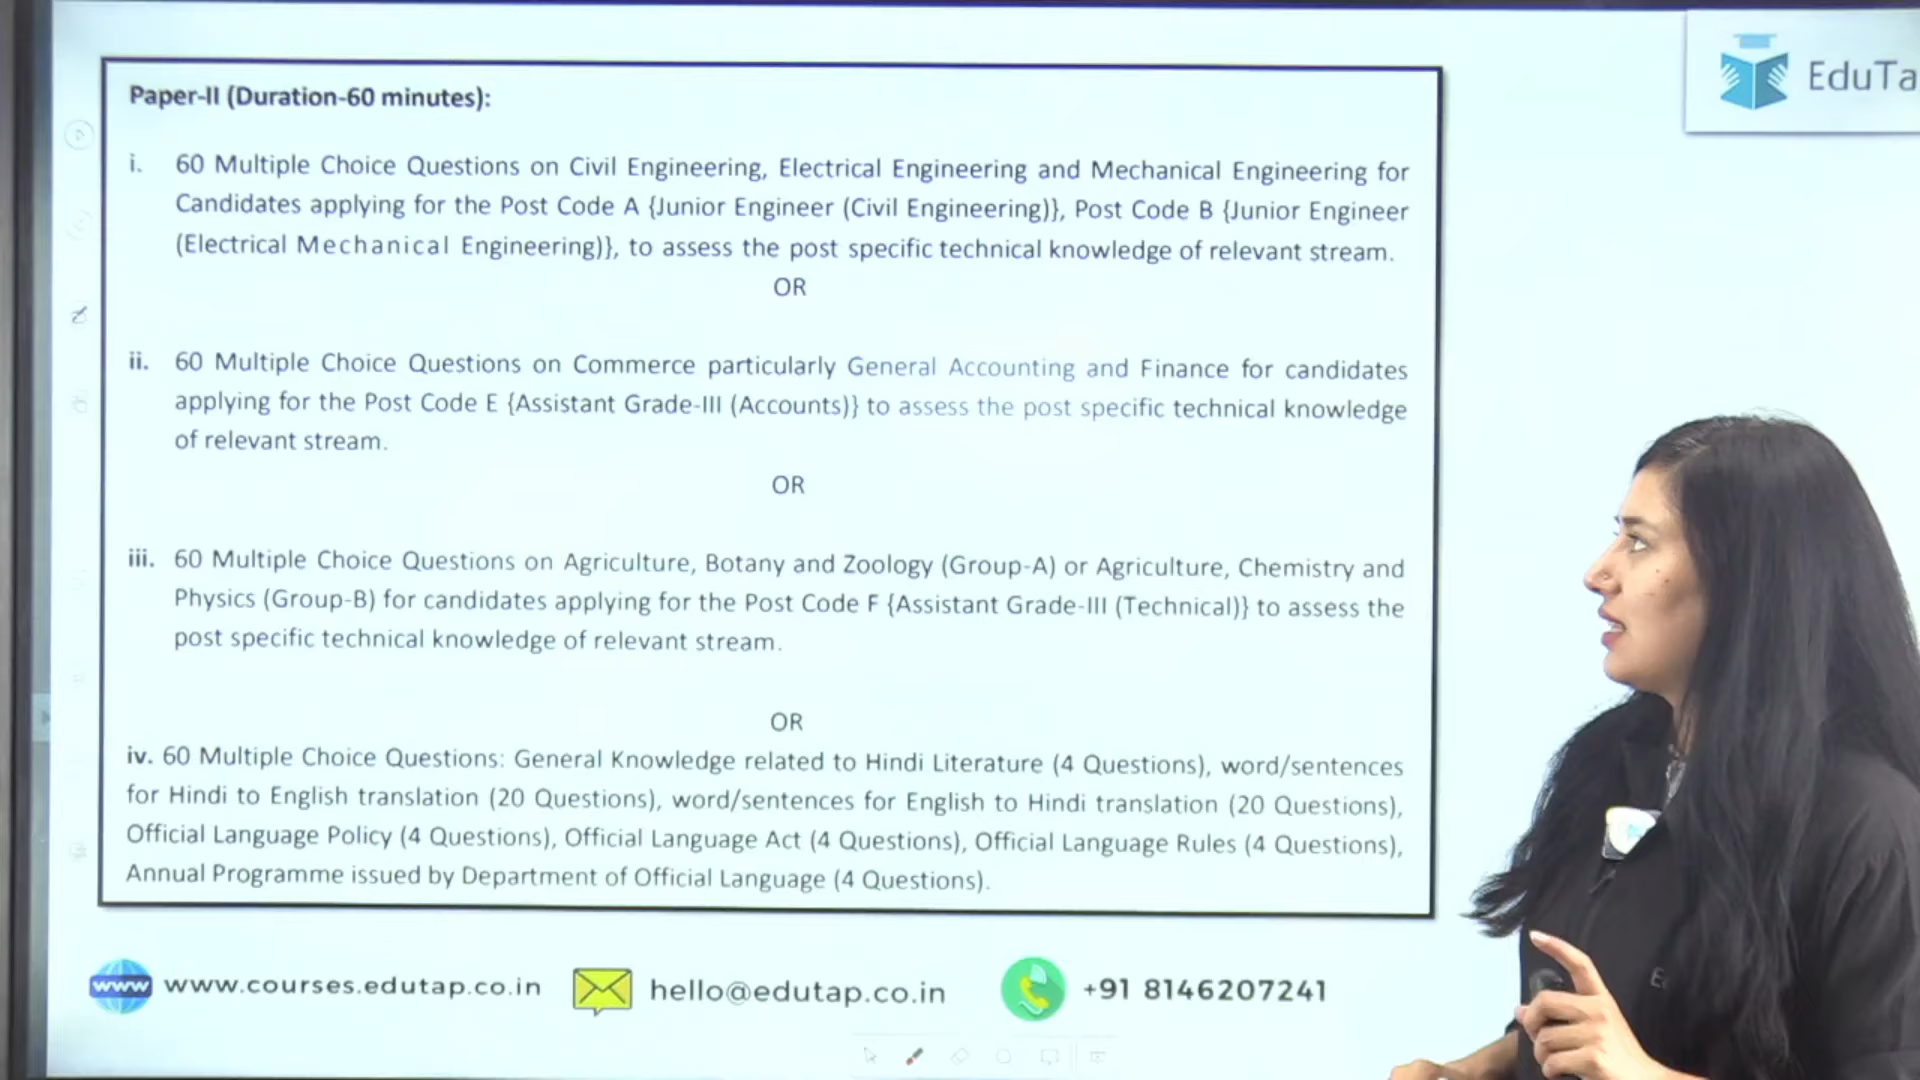 EduTa
Paper-II (Duration-60 minutes):
i. 60 Multiple Choice Questions on Civil Engineering, Electrical Engineering and Mechanical Engineering for
Candidates applying for the Post Code A {Junior Engineer (Civil Engineering)}, Post Code B {Junior Engineer
(Electrical Mechanical Engineering)}, to assess the post specific technical knowledge of relevant stream.
OR
ii. 60 Multiple Choice Questions on Commerce particularly General Accounting and Finance for candidates
applying for the Post Code E {Assistant Grade-III (Accounts)} to assess the post specific technical knowledge
of relevant stream.
OR
iii. 60 Multiple Choice Questions on Agriculture, Botany and Zoology (Group-A) or Agriculture, Chemistry and
Physics (Group-B) for candidates applying for the Post Code F {Assistant Grade-III (Technical)} to assess the
post specific technical knowledge of relevant stream.
OR
iv. 60 Multiple Choice Questions: General Knowledge related to Hindi Literature (4 Questions), word/sentences
for Hindi to English translation (20 Questions), word/sentences for English to Hindi translation (20 Questions),
Official Language Policy (4 Questions), Official Language Act (4 Questions), Official Language Rules (4 Questions),
Annual Programme issued by Department of Official Language (4 Questions).
www www.courses.edutap.co.in hello@edutap.co.in +91 8146207241